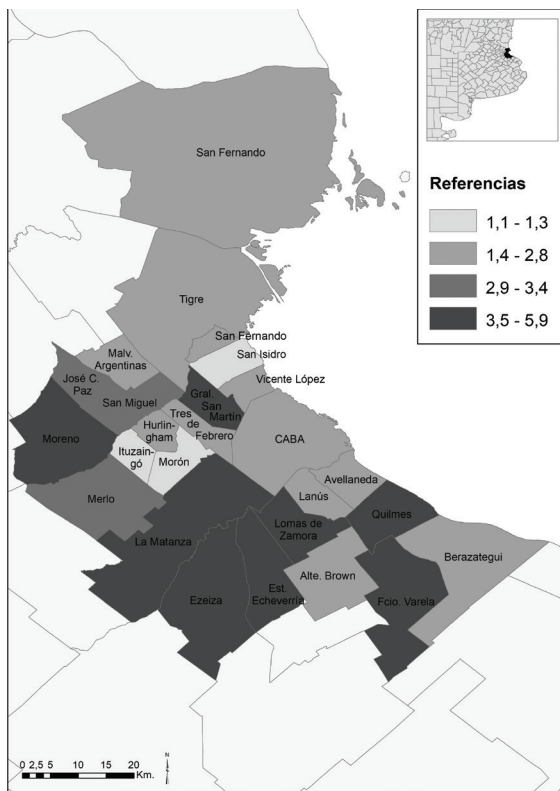 San Fernando
Tigre
San Fernando
San Isidro
Malv.
Argentinas
Vicente López
José C.
Paz
San Miguel
Gral.
San
Martín
Tres
de
Febrero
Hurlin-
gham
Moreno
Ituzain-
gó
Morón
CABA
Merlo
Avellaneda
Lanús
Quilmes
La Matanza
Lomas de
Zamora
Berazategui
Ezeiza
Est.
Echeverría
Alte. Brown
Fcio. Varela
Referencias
1,1 - 1,3
1,4 - 2,8
2,9 - 3,4
3,5 - 5,9
0 2,5 5 10 15 20
Km.
N